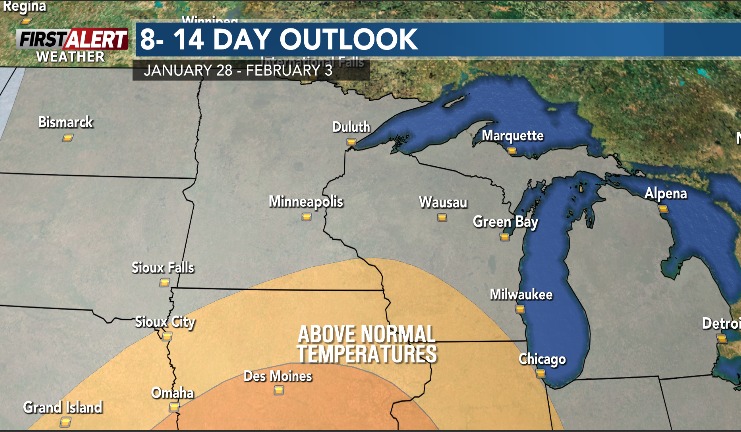 Regina
Winnipeg
FIRST ALERT
WEATHER
8- 14 DAY OUTLOOK
JANUARY 28 - FEBRUARY 3
International Falls
Bismarck
Duluth
Marquette
Minneapolis
Wausau
Green Bay
Alpena
Sioux Falls
Sioux City
Milwaukee
Detroi
ABOVE NORMAL
TEMPERATURES
Chicago
Des Moines
Omaha
Grand Island